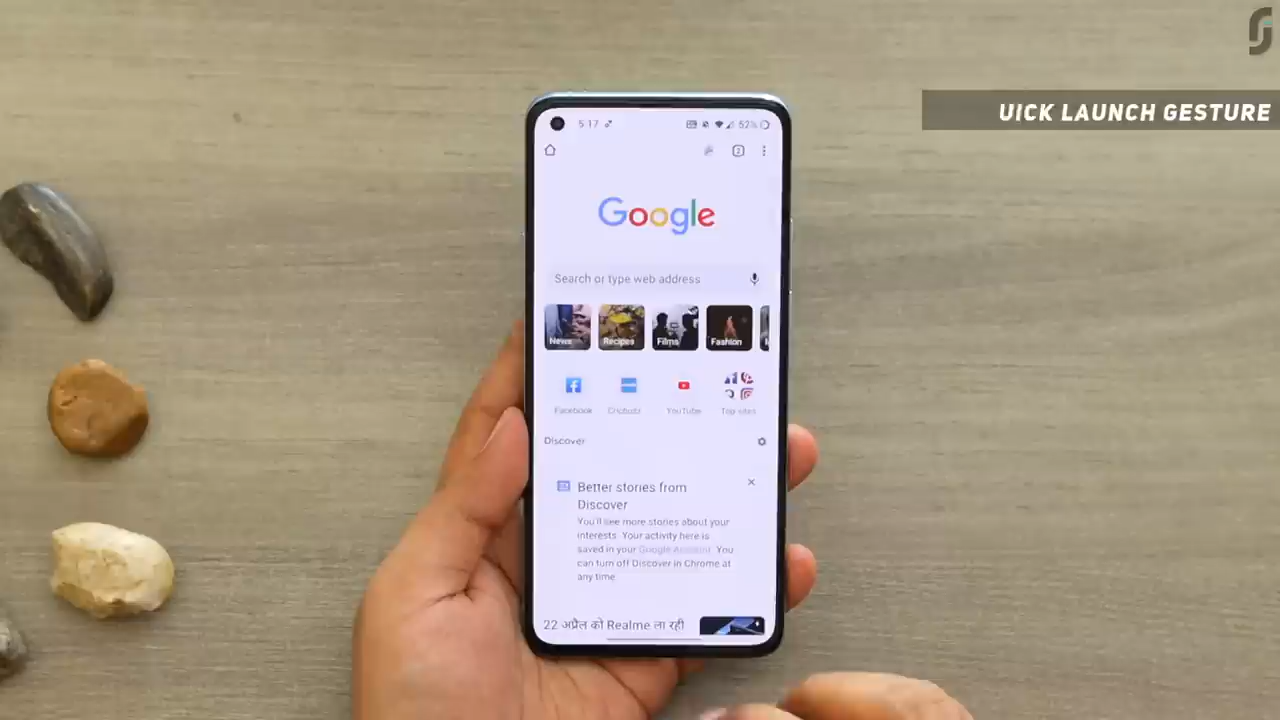 UICK LAUNCH GESTURE
5:17
52%
2
Google
Search or type web address
News
Recipes
Films
Fashion
Facebook
Cricbuzz
YouTube
Top sites
Discover
Better stories from
Discover
You'll see more stories about your
interests. Your activity here is
saved in your Google Account. You
can turn off Discover in Chrome at
any time.
22 अप्रैल को Realme ला रही